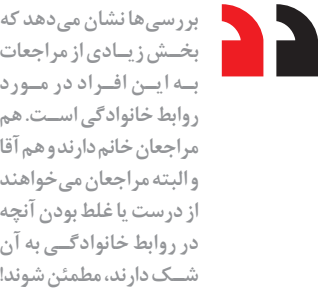 بررسی‌ها نشان می‌دهد که
بخش زیادی از مراجعات
به این افراد در مورد
روابط خانوادگی است. هم
مراجعان خانم دارند و هم آقا
و البته مراجعان می‌خواهند
از درست یا غلط بودن آنچه
در روابط خانوادگی به آن
شک دارند، مطمئن شوند!